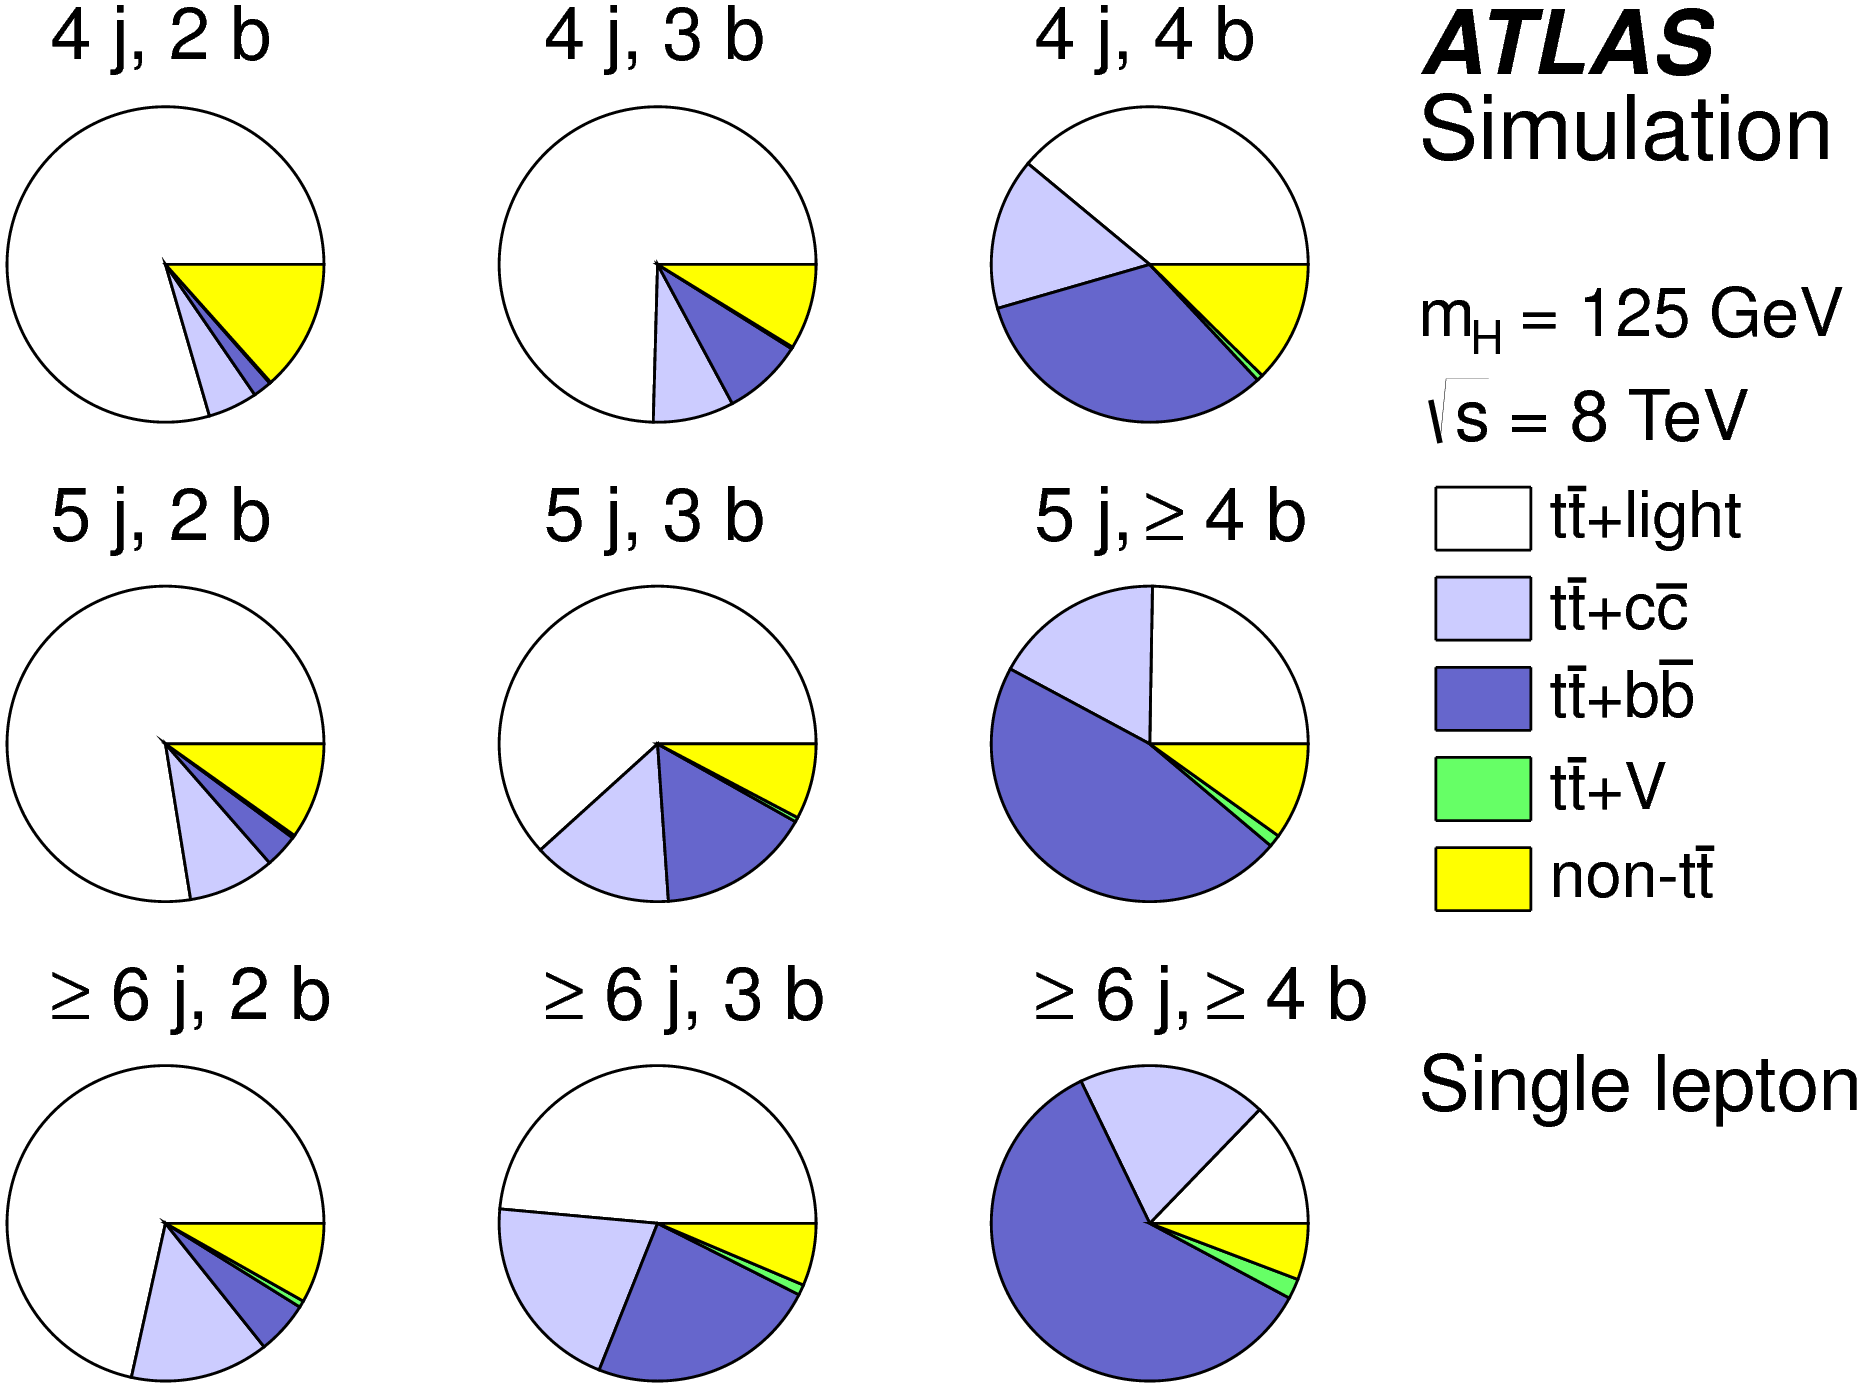 4 j, 2 b
4 j, 3 b
4 j, 4 b
ATLAS
Simulation
m_H = 125 GeV
√s = 8 TeV
5 j, 2 b
5 j, 3 b
5 j, ≥ 4 b
tt̄+light
tt̄+cc̄
tt̄+bb̄
tt̄+V
non-tt̄
≥ 6 j, 2 b
≥ 6 j, 3 b
≥ 6 j, ≥ 4 b
Single lepton